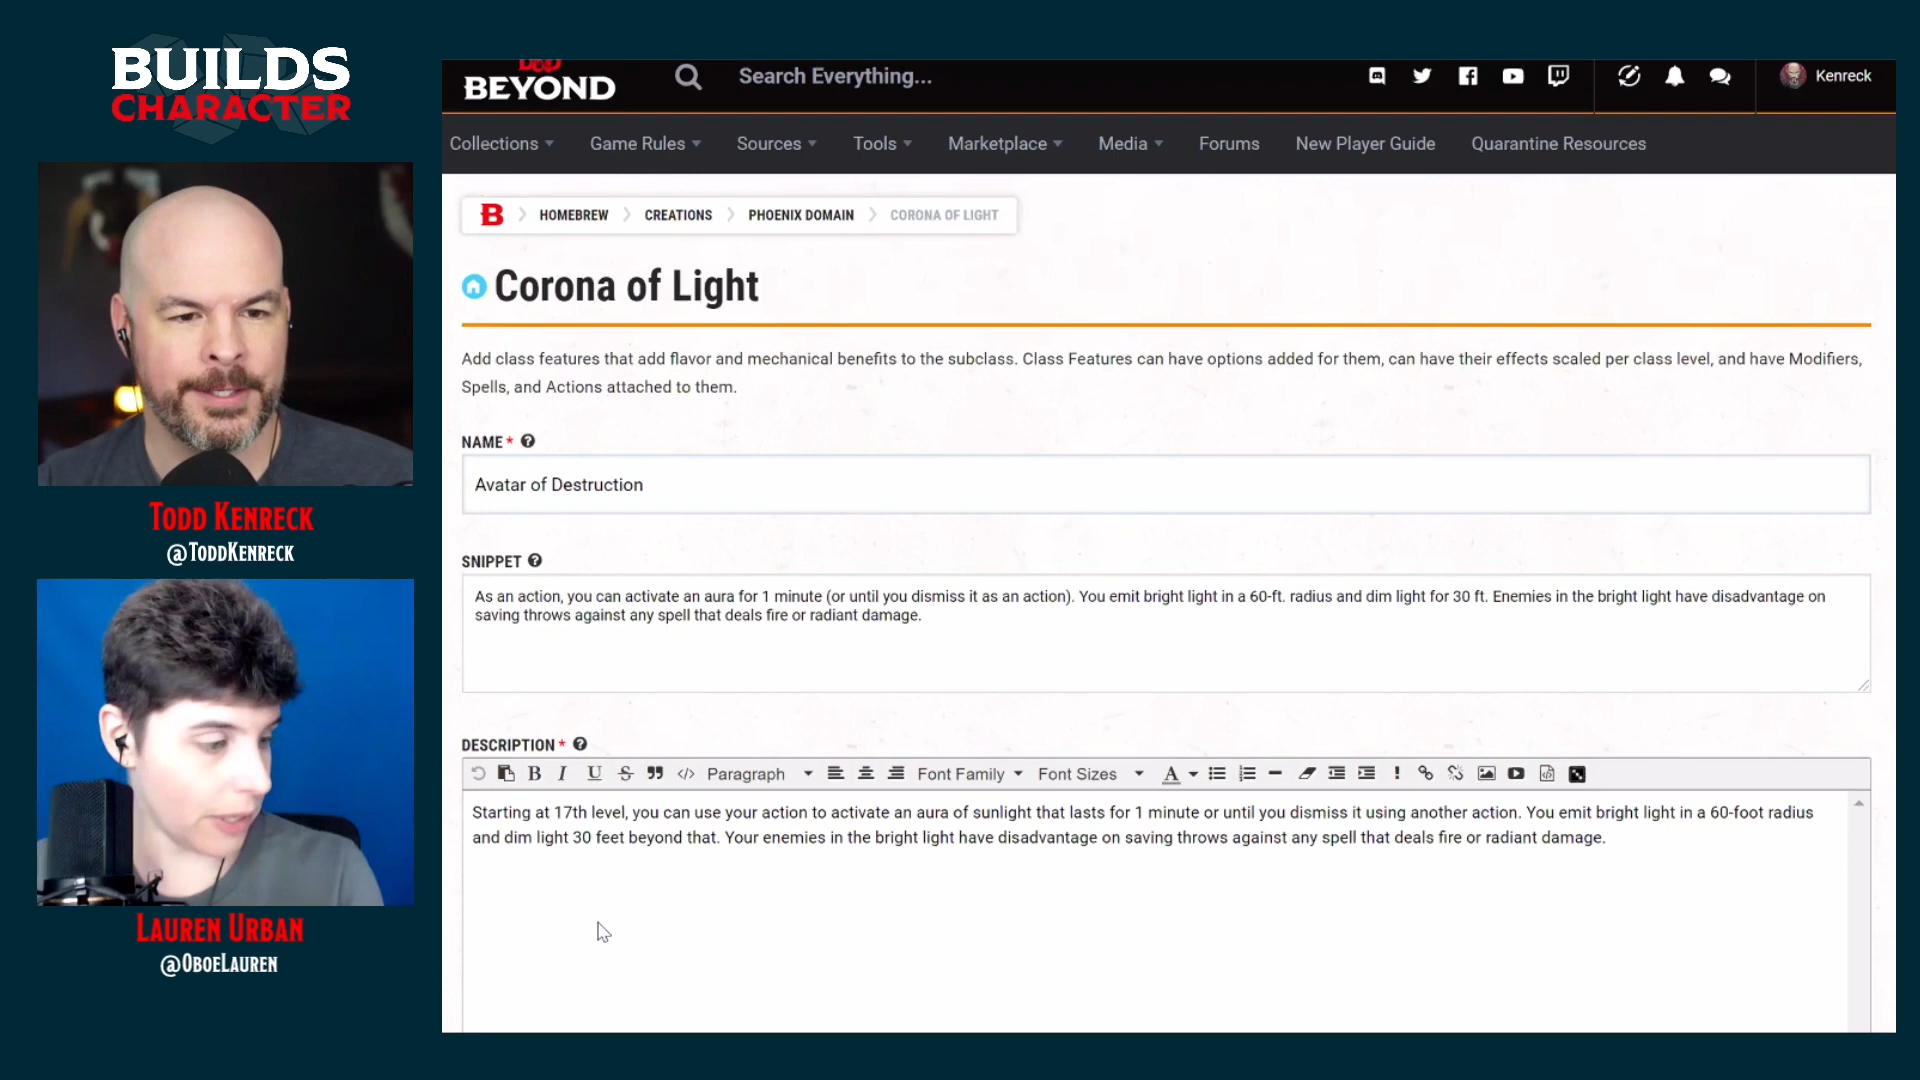 BUILDS
CHARACTER
TODD KENRECK
@TODDKENRECK
LAUREN URBAN
@OBOELAUREN
D&D
BEYOND
Search Everything...
Kenreck
Collections
Game Rules
Sources
Tools
Marketplace
Media
Forums
New Player Guide
Quarantine Resources
B
HOMEBREW
CREATIONS
PHOENIX DOMAIN
CORONA OF LIGHT
Corona of Light
Add class features that add flavor and mechanical benefits to the subclass. Class Features can have options added for them, can have their effects scaled per class level, and have Modifiers,
Spells, and Actions attached to them.
NAME *
Avatar of Destruction
SNIPPET
As an action, you can activate an aura for 1 minute (or until you dismiss it as an action). You emit bright light in a 60-ft. radius and dim light for 30 ft. Enemies in the bright light have disadvantage on
saving throws against any spell that deals fire or radiant damage.
DESCRIPTION *
B I U S Paragraph Font Family Font Sizes A
Starting at 17th level, you can use your action to activate an aura of sunlight that lasts for 1 minute or until you dismiss it using another action. You emit bright light in a 60-foot radius
and dim light 30 feet beyond that. Your enemies in the bright light have disadvantage on saving throws against any spell that deals fire or radiant damage.